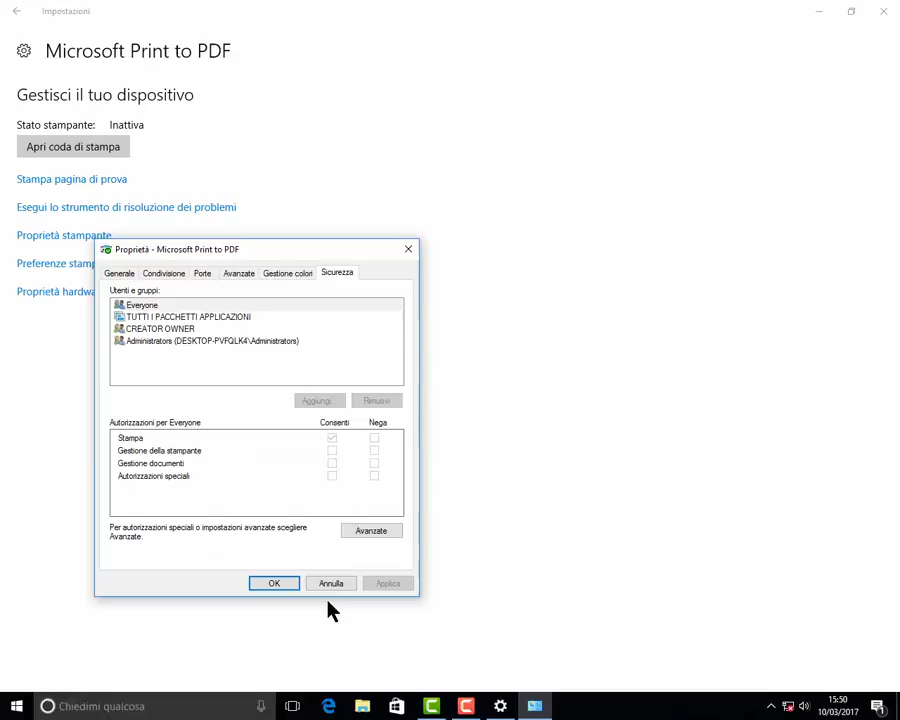 Impostazioni
Microsoft Print to PDF
Gestisci il tuo dispositivo
Stato stampante: Inattiva
Apri coda di stampa
Stampa pagina di prova
Esegui lo strumento di risoluzione dei problemi
Proprietà stampante
Preferenze stamp
Proprietà hardwa
Proprietà - Microsoft Print to PDF
Generale Condivisione Porte Avanzate Gestione colori Sicurezza
Utenti e gruppi:
Everyone
TUTTI I PACCHETTI APPLICAZIONI
CREATOR OWNER
Administrators (DESKTOP-PVFQLK4\Administrators)
Aggiungi... Rimuovi
Autorizzazioni per Everyone Consenti Nega
Stampa
Gestione della stampante
Gestione documenti
Autorizzazioni speciali
Per autorizzazioni speciali o impostazioni avanzate scegliere
Avanzate.
Avanzate
OK Annulla Applica
Chiedimi qualcosa
15:50
10/03/2017
1